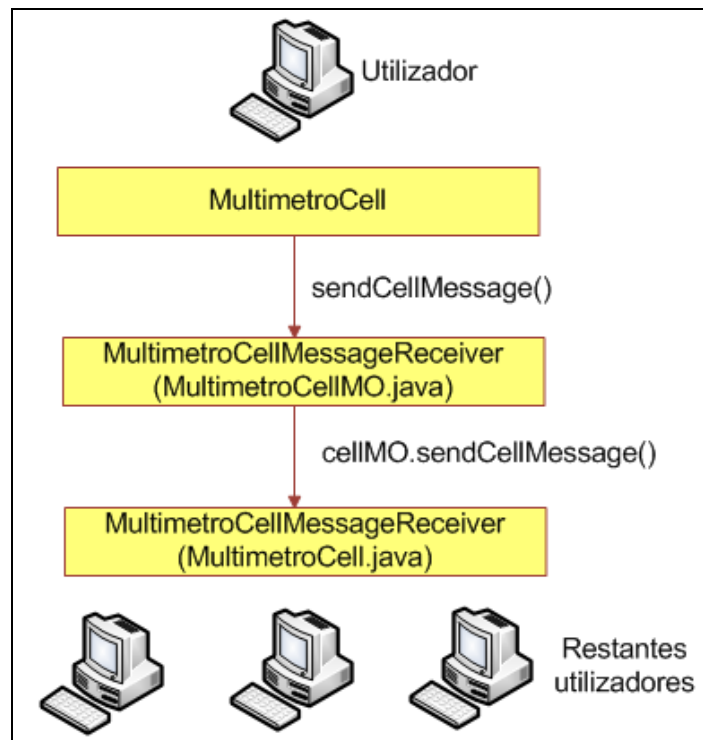 Utilizador
MultimetroCell
sendCellMessage()
MultimetroCellMessageReceiver
(MultimetroCellMO.java)
cellMO.sendCellMessage()
MultimetroCellMessageReceiver
(MultimetroCell.java)
Restantes
utilizadores